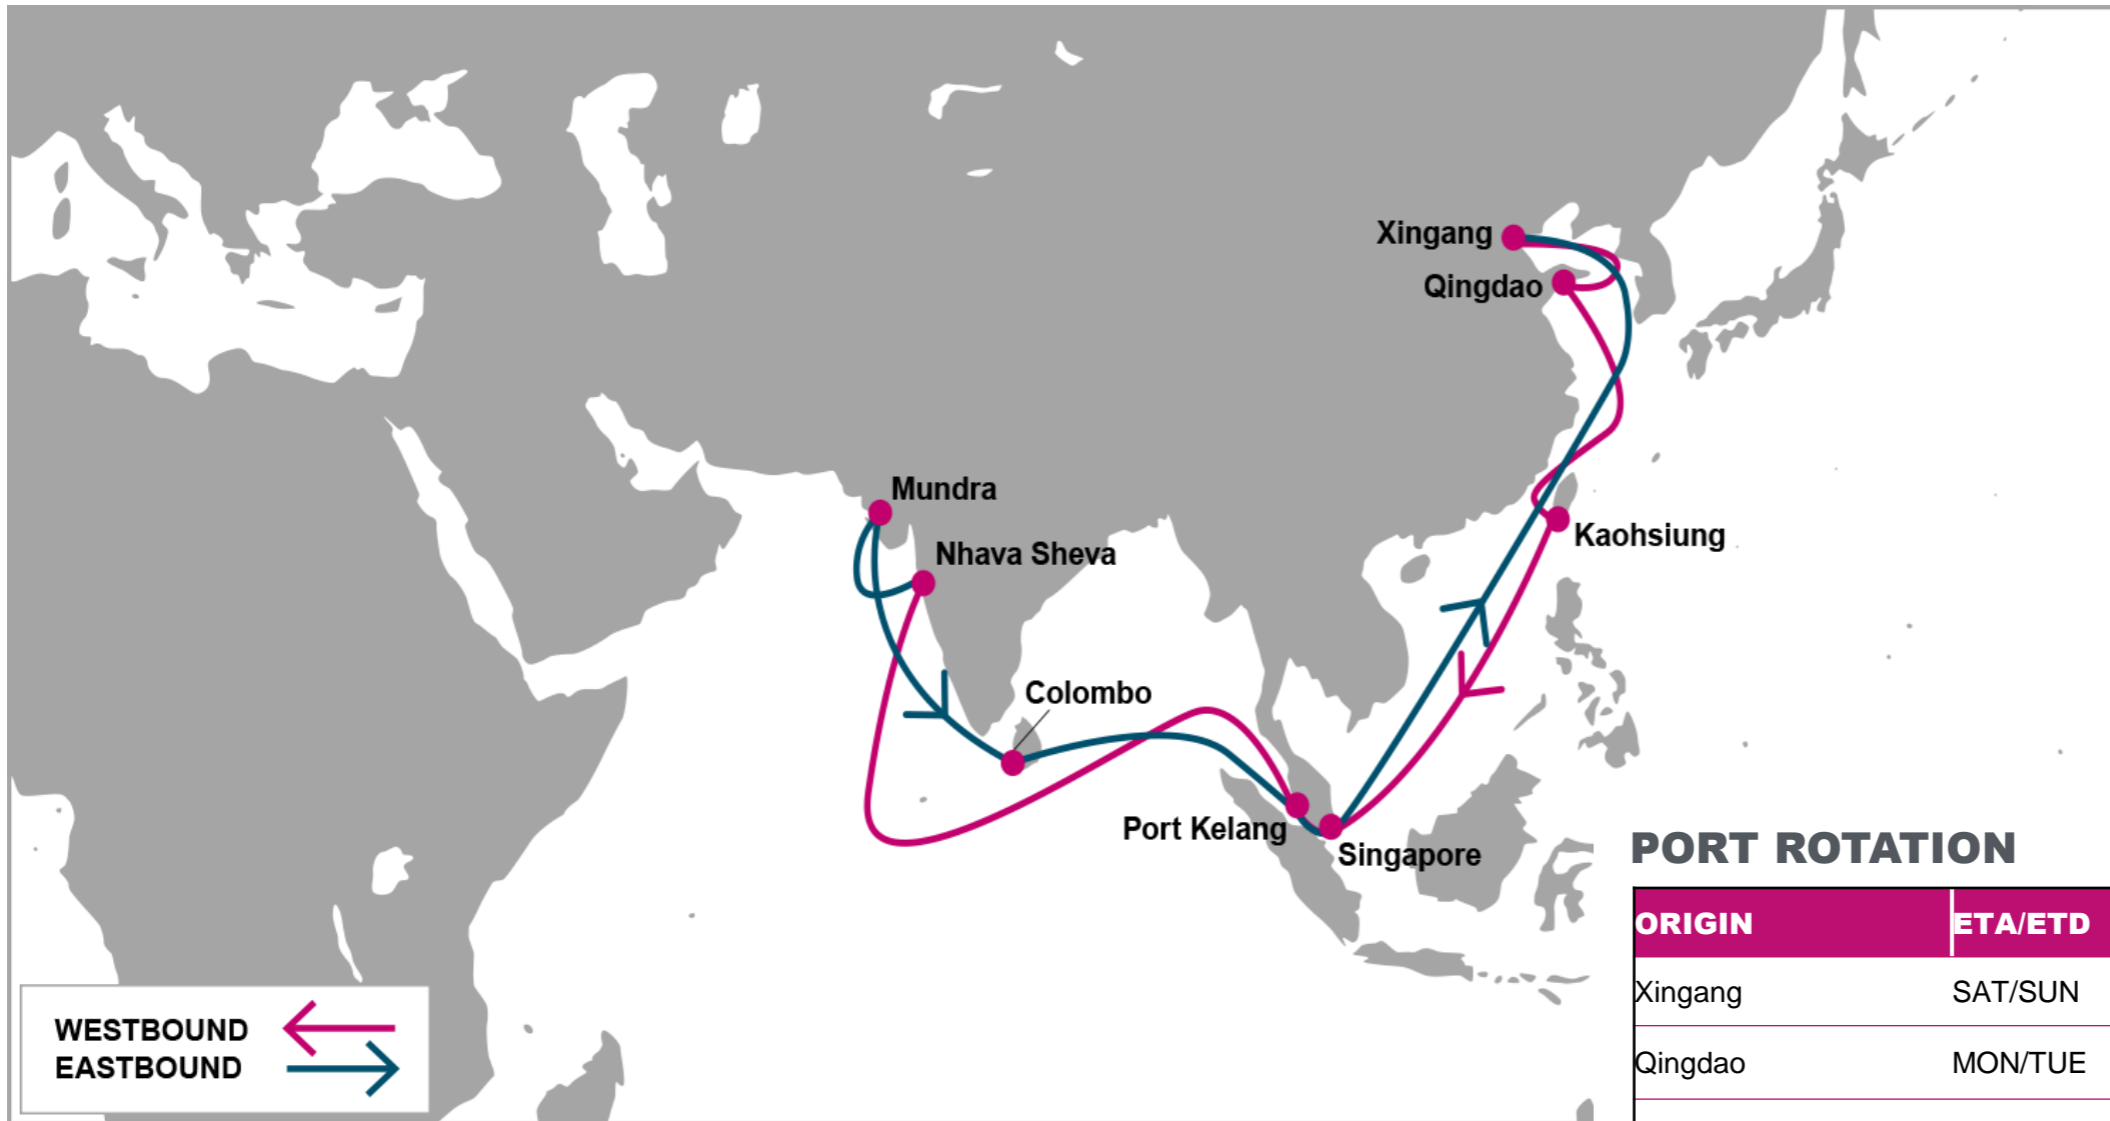 Xingang
Qingdao
Mundra
Nhava Sheva
Kaohsiung
Colombo
Port Kelang
Singapore
WESTBOUND
EASTBOUND
PORT ROTATION
ORIGIN ETA/ETD
Xingang SAT/SUN
Qingdao MON/TUE